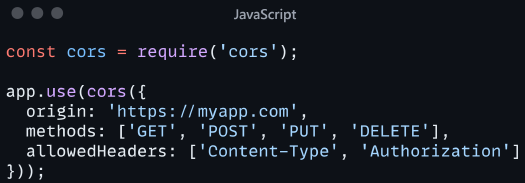 JavaScript
const cors = require('cors');
app.use(cors({
  origin: 'https://myapp.com',
  methods: ['GET', 'POST', 'PUT', 'DELETE'],
  allowedHeaders: ['Content-Type', 'Authorization']
}));